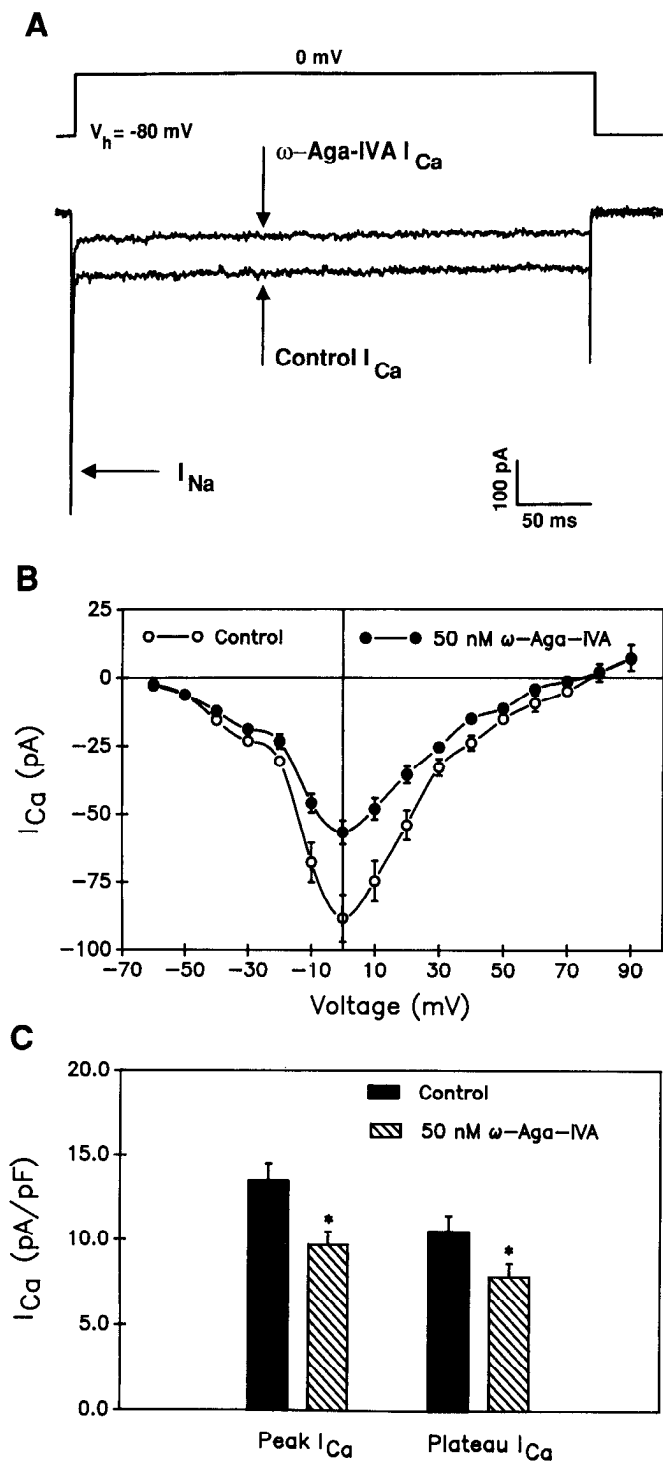 A
0 mV
V_h = -80 mV
ω-Aga-IVA I_Ca
Control I_Ca
I_Na
100 pA
50 ms
B
Control
50 nM ω-Aga-IVA
25
0
-25
-50
-75
-100
I_Ca (pA)
-70 -50 -30 -10 10 30 50 70 90
Voltage (mV)
C
20.0
15.0
10.0
5.0
0.0
I_Ca (pA/pF)
Control
50 nM ω-Aga-IVA
* *
Peak I_Ca Plateau I_Ca